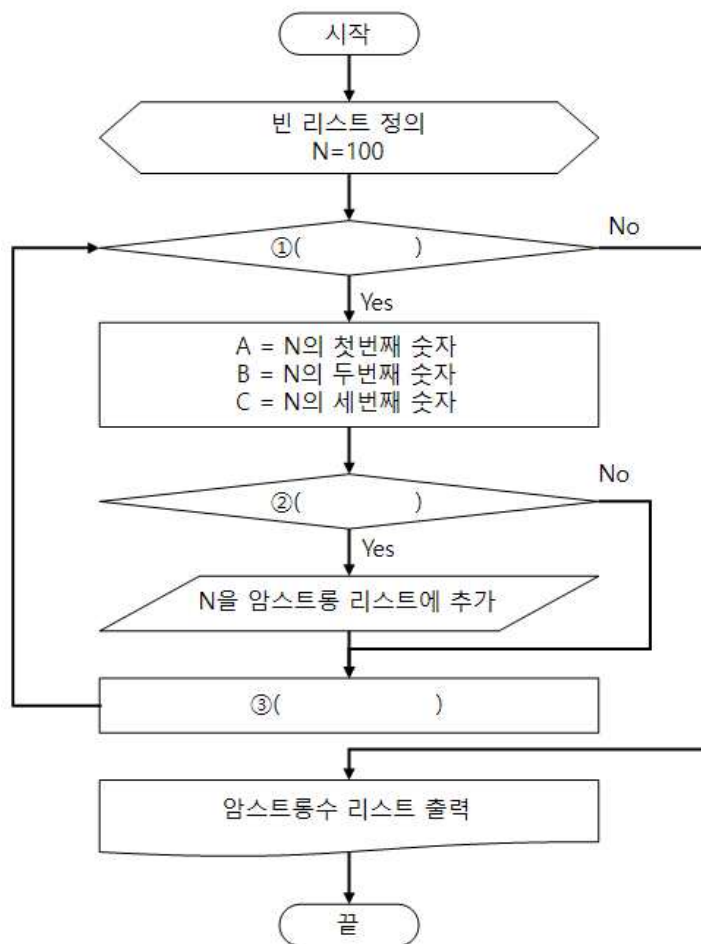 시작
빈 리스트 정의
N=100
①( )
No
Yes
A = N의 첫번째 숫자
B = N의 두번째 숫자
C = N의 세번째 숫자
②( )
No
Yes
N을 암스트롱 리스트에 추가
③( )
암스트롱수 리스트 출력
끝